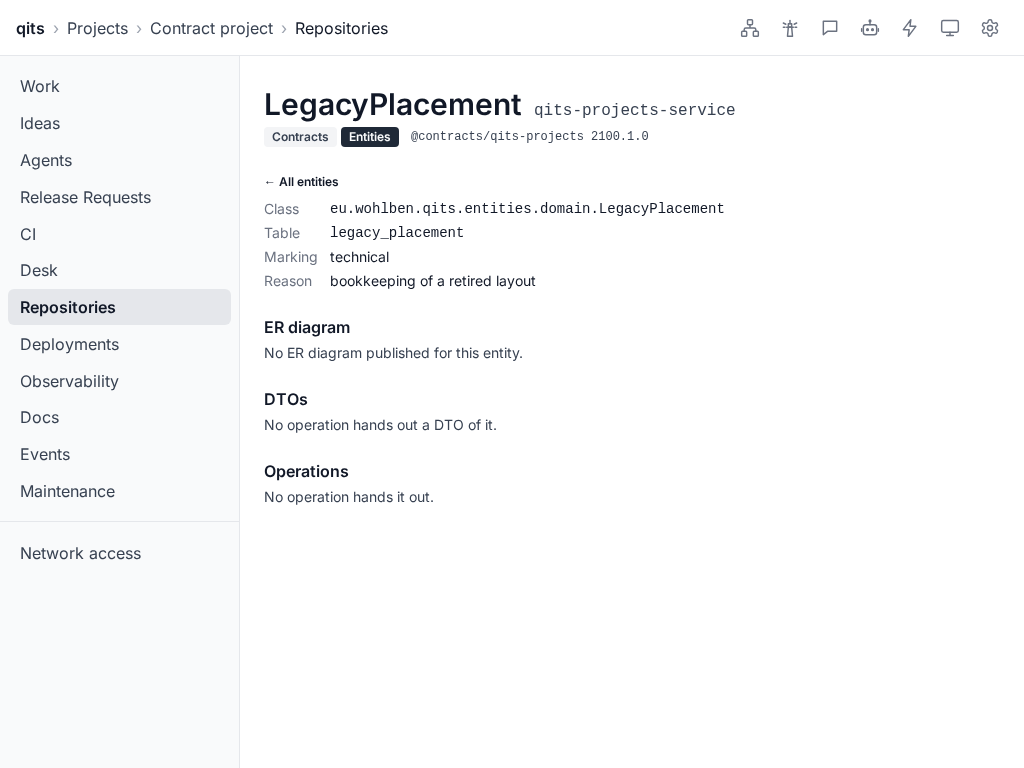 qits › Projects › Contract project › Repositories
Work
Ideas
Agents
Release Requests
CI
Desk
Repositories
Deployments
Observability
Docs
Events
Maintenance
Network access
LegacyPlacement qits-projects-service
Contracts Entities @contracts/qits-projects 2100.1.0
← All entities
Class eu.wohlben.qits.entities.domain.LegacyPlacement
Table legacy_placement
Marking technical
Reason bookkeeping of a retired layout
ER diagram
No ER diagram published for this entity.
DTOs
No operation hands out a DTO of it.
Operations
No operation hands it out.